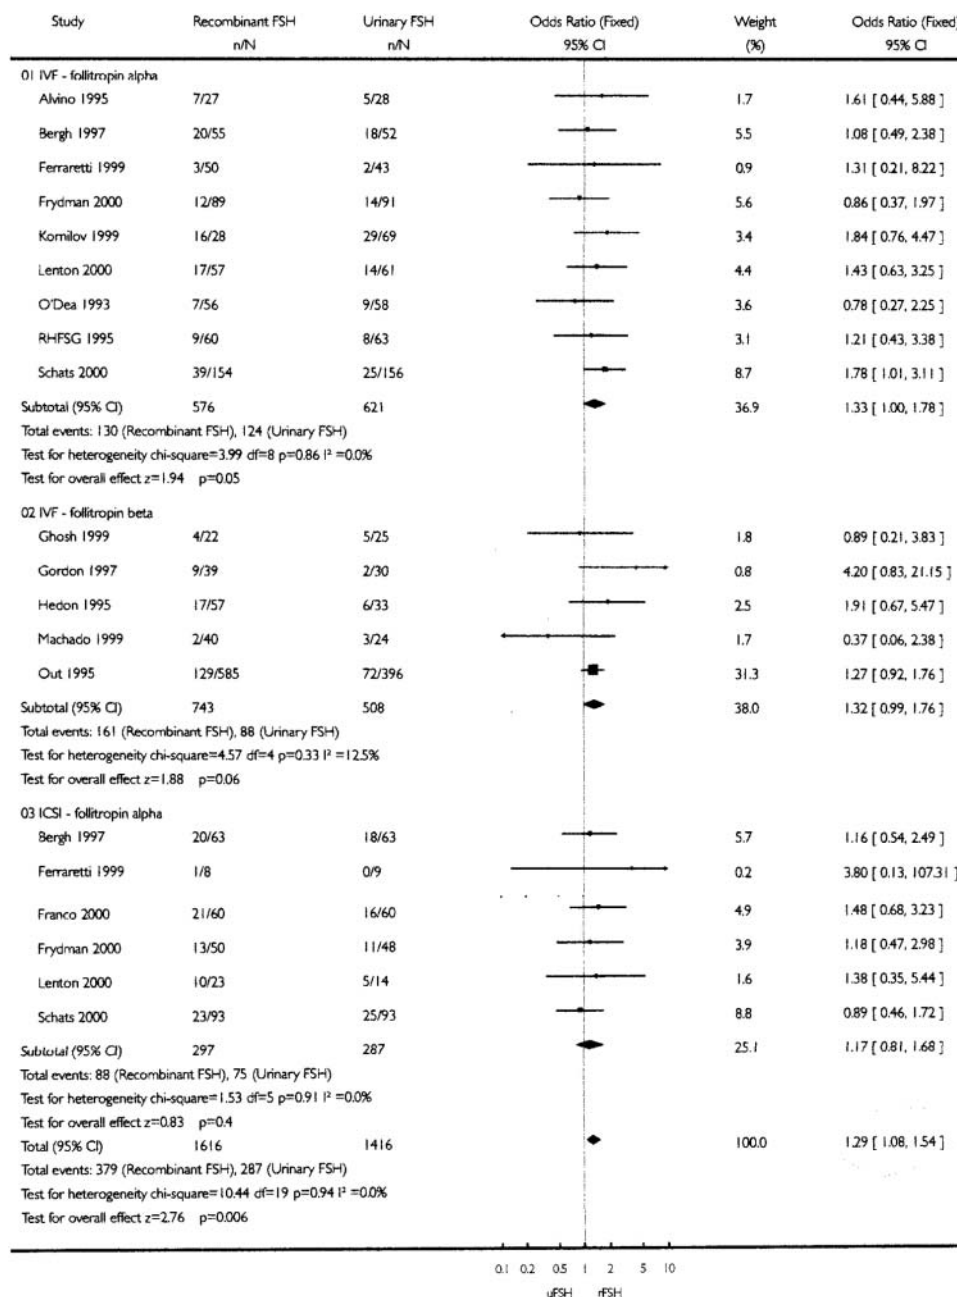 Study Recombinant FSH Urinary FSH Odds Ratio (Fixed) Weight Odds Ratio (Fixed)
n/N n/N 95% CI (%) 95% CI
01 IVF - follitropin alpha
Alvino 1995 7/27 5/28 1.7 1.61 [ 0.44, 5.88 ]
Bergh 1997 20/55 18/52 5.5 1.08 [ 0.49, 2.38 ]
Ferraretti 1999 3/50 2/43 0.9 1.31 [ 0.21, 8.22 ]
Frydman 2000 12/89 14/91 5.6 0.86 [ 0.37, 1.97 ]
Kornilov 1999 16/28 29/69 3.4 1.84 [ 0.76, 4.47 ]
Lenton 2000 17/57 14/61 4.4 1.43 [ 0.63, 3.25 ]
O'Dea 1993 7/56 9/58 3.6 0.78 [ 0.27, 2.25 ]
RHFSG 1995 9/60 8/63 3.1 1.21 [ 0.43, 3.38 ]
Schats 2000 39/154 25/156 8.7 1.78 [ 1.01, 3.11 ]
Subtotal (95% CI) 576 621 36.9 1.33 [ 1.00, 1.78 ]
Total events: 130 (Recombinant FSH), 124 (Urinary FSH)
Test for heterogeneity chi-square=3.99 df=8 p=0.86 I² =0.0%
Test for overall effect z=1.94 p=0.05
02 IVF - follitropin beta
Ghosh 1999 4/22 5/25 1.8 0.89 [ 0.21, 3.83 ]
Gordon 1997 9/39 2/30 0.8 4.20 [ 0.83, 21.15 ]
Hedon 1995 17/57 6/33 2.5 1.91 [ 0.67, 5.47 ]
Machado 1999 2/40 3/24 1.7 0.37 [ 0.06, 2.38 ]
Out 1995 129/585 72/396 31.3 1.27 [ 0.92, 1.76 ]
Subtotal (95% CI) 743 508 38.0 1.32 [ 0.99, 1.76 ]
Total events: 161 (Recombinant FSH), 88 (Urinary FSH)
Test for heterogeneity chi-square=4.57 df=4 p=0.33 I² =12.5%
Test for overall effect z=1.88 p=0.06
03 ICSI - follitropin alpha
Bergh 1997 20/63 18/63 5.7 1.16 [ 0.54, 2.49 ]
Ferraretti 1999 1/8 0/9 0.2 3.80 [ 0.13, 107.31 ]
Franco 2000 21/60 16/60 4.9 1.48 [ 0.68, 3.23 ]
Frydman 2000 13/50 11/48 3.9 1.18 [ 0.47, 2.98 ]
Lenton 2000 10/23 5/14 1.6 1.38 [ 0.35, 5.44 ]
Schats 2000 23/93 25/93 8.8 0.89 [ 0.46, 1.72 ]
Subtotal (95% CI) 297 287 25.1 1.17 [ 0.81, 1.68 ]
Total events: 88 (Recombinant FSH), 75 (Urinary FSH)
Test for heterogeneity chi-square=1.53 df=5 p=0.91 I² =0.0%
Test for overall effect z=0.83 p=0.4
Total (95% CI) 1616 1416 100.0 1.29 [ 1.08, 1.54 ]
Total events: 379 (Recombinant FSH), 287 (Urinary FSH)
Test for heterogeneity chi-square=10.44 df=19 p=0.94 I² =0.0%
Test for overall effect z=2.76 p=0.006
0.1 0.2 0.5 1 2 5 10
uFSH rFSH